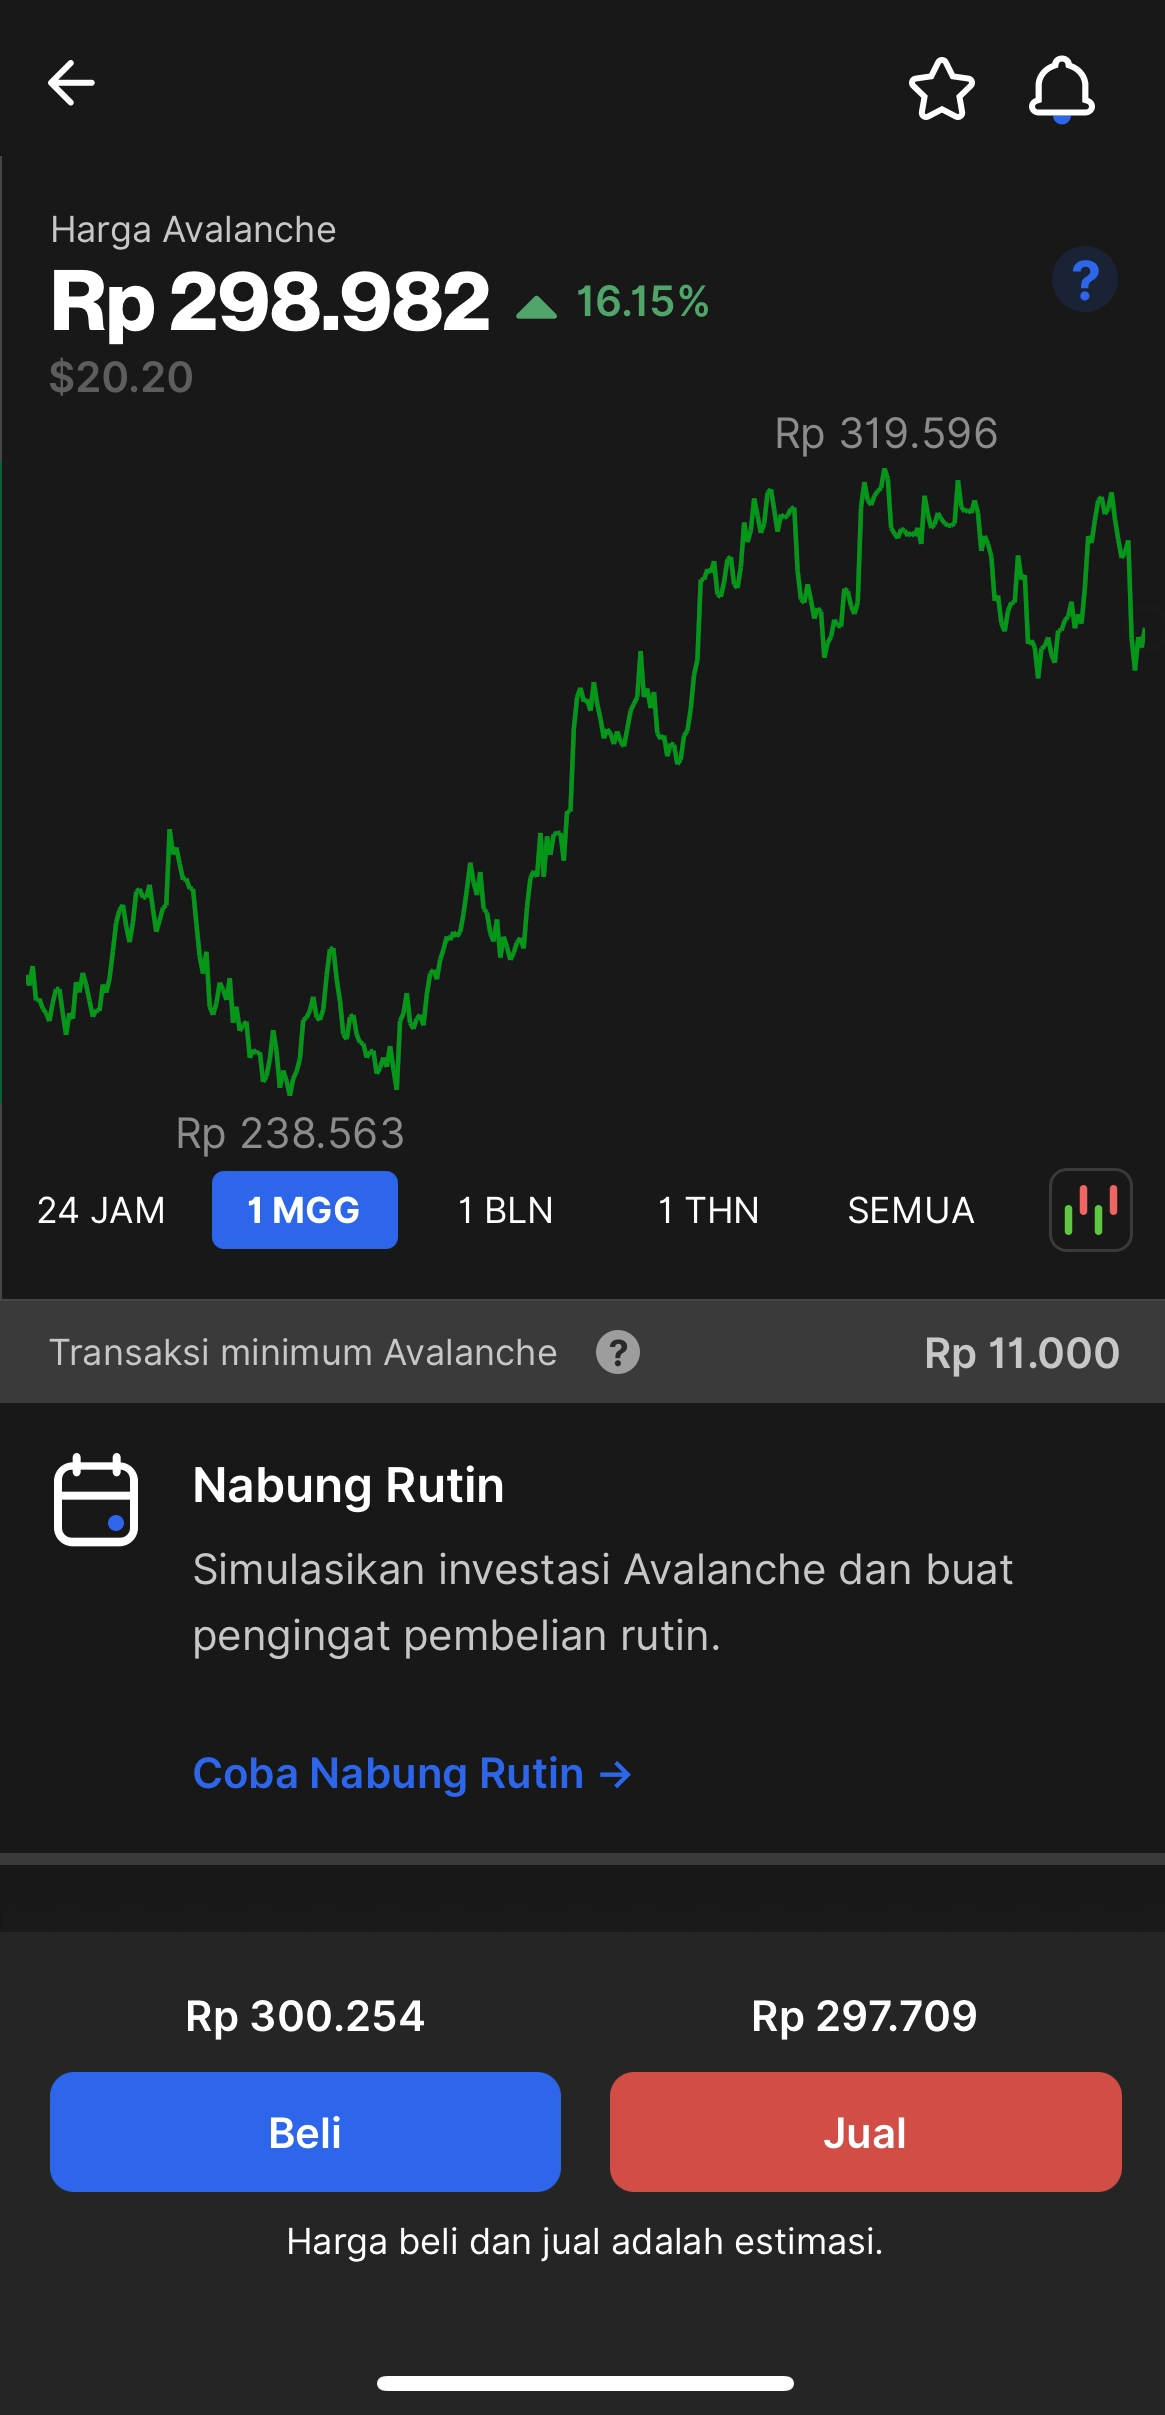 Harga Avalanche
Rp 298.982 ▲ 16.15%
?
$20.20
Rp 319.596
Rp 238.563
24 JAM 1 MGG 1 BLN 1 THN SEMUA
Transaksi minimum Avalanche ? Rp 11.000
Nabung Rutin
Simulasikan investasi Avalanche dan buat
pengingat pembelian rutin.
Coba Nabung Rutin →
Rp 300.254 Rp 297.709
Beli Jual
Harga beli dan jual adalah estimasi.